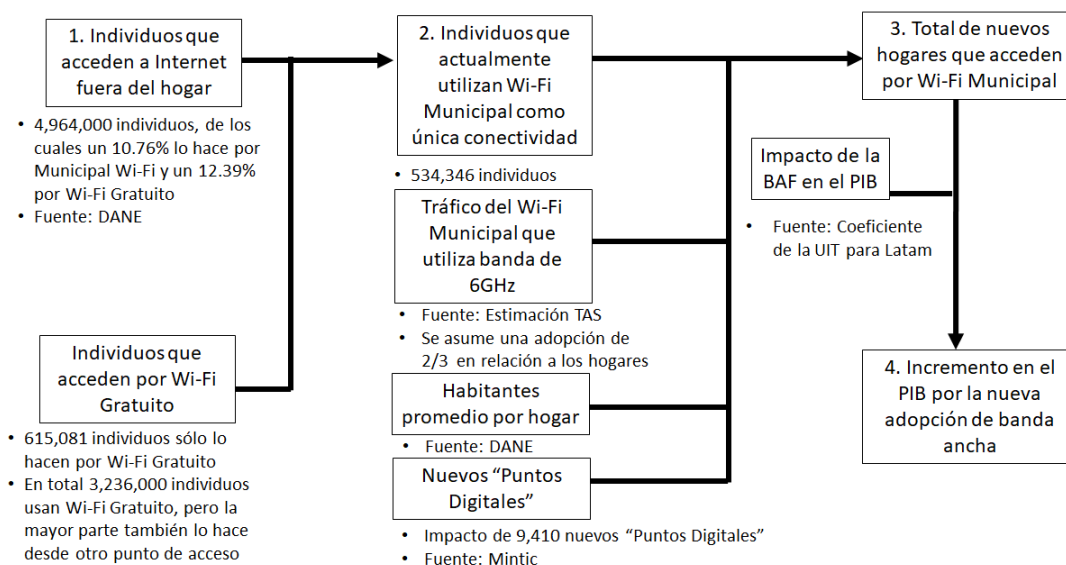 1. Individuos que
acceden a Internet
fuera del hogar
• 4,964,000 individuos, de los
cuales un 10.76% lo hace por
Municipal Wi-Fi y un 12.39%
por Wi-Fi Gratuito
• Fuente: DANE
Individuos que
acceden por Wi-Fi
Gratuito
• 615,081 individuos sólo lo
hacen por Wi-Fi Gratuito
• En total 3,236,000 individuos
usan Wi-Fi Gratuito, pero la
mayor parte también lo hace
desde otro punto de acceso
2. Individuos que
actualmente
utilizan Wi-Fi
Municipal como
única conectividad
• 534,346 individuos
Tráfico del Wi-Fi
Municipal que
utiliza banda de
6GHz
• Fuente: Estimación TAS
• Se asume una adopción de
2/3 en relación a los hogares
Habitantes
promedio por hogar
• Fuente: DANE
Nuevos “Puntos
Digitales”
• Impacto de 9,410 nuevos “Puntos Digitales”
• Fuente: Mintic
3. Total de nuevos
hogares que acceden
por Wi-Fi Municipal
Impacto de la
BAF en el PIB
• Fuente: Coeficiente
de la UIT para Latam
4. Incremento en el
PIB por la nueva
adopción de banda
ancha